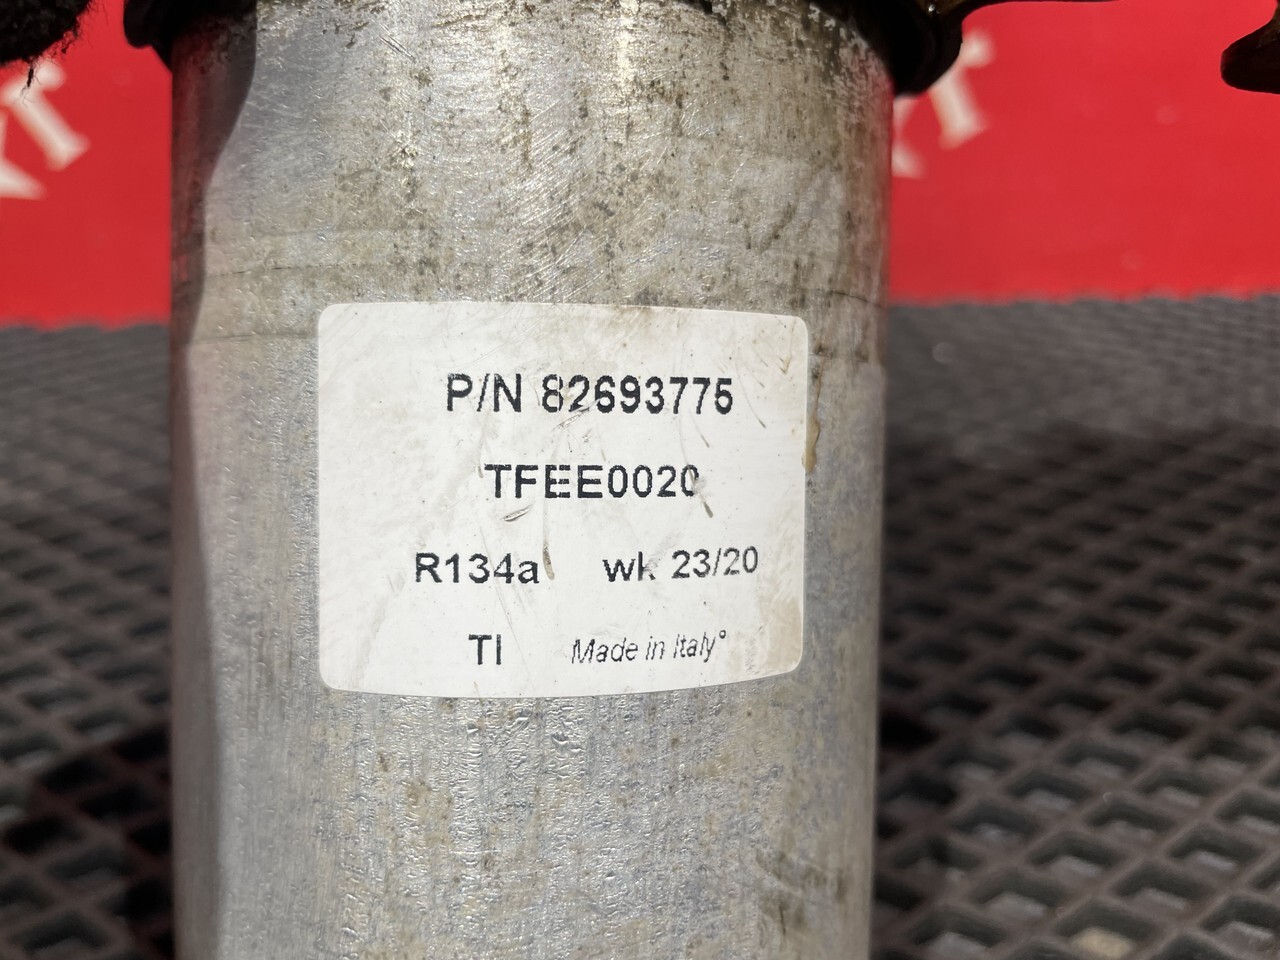 P/N 82693775
TFEE0020
R134a wk 23/20
TI Made in Italy°